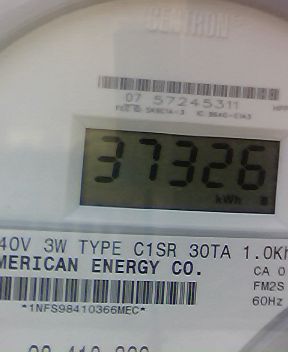 CENTRON
07 57245311
37326
kWh
40V 3W TYPE C1SR 30TA 1.0Kh
MERICAN ENERGY CO.
CA 0
FM2S
60Hz
*1NFS98410366MEC*